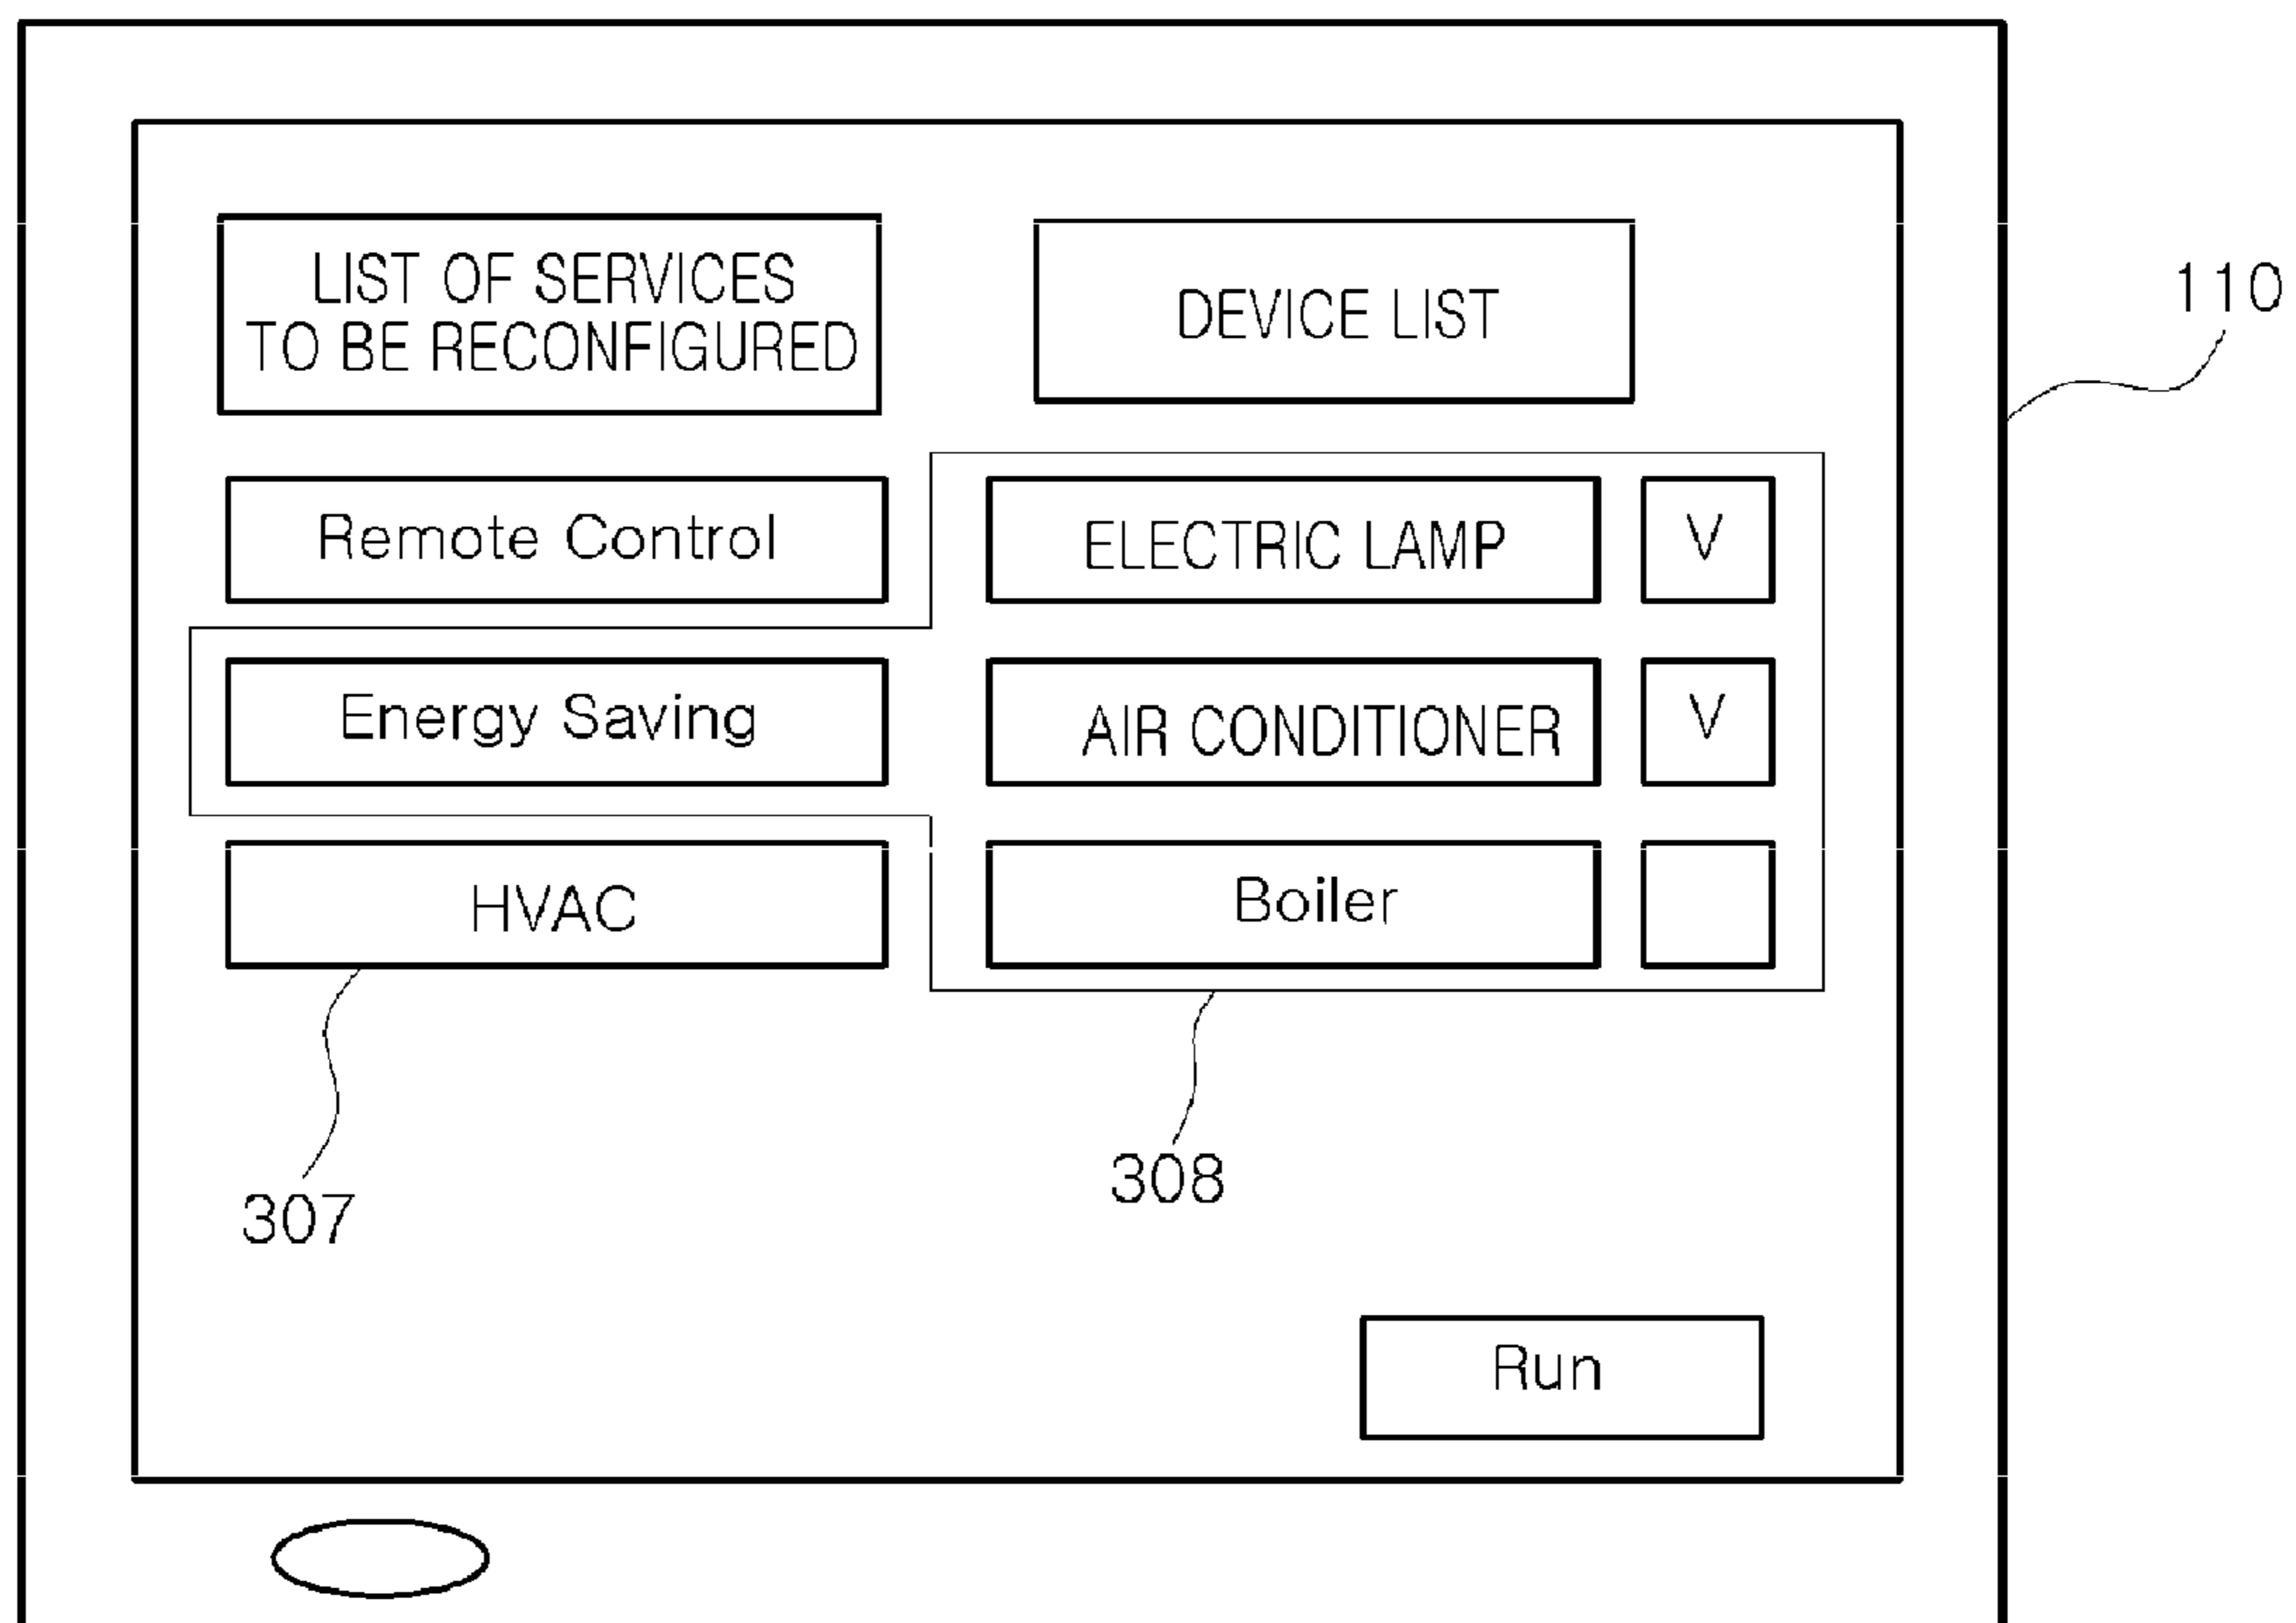 LIST OF SERVICES
TO BE RECONFIGURED
DEVICE LIST
110
Remote Control
ELECTRIC LAMP
V
Energy Saving
AIR CONDITIONER
V
HVAC
Boiler
307
308
Run